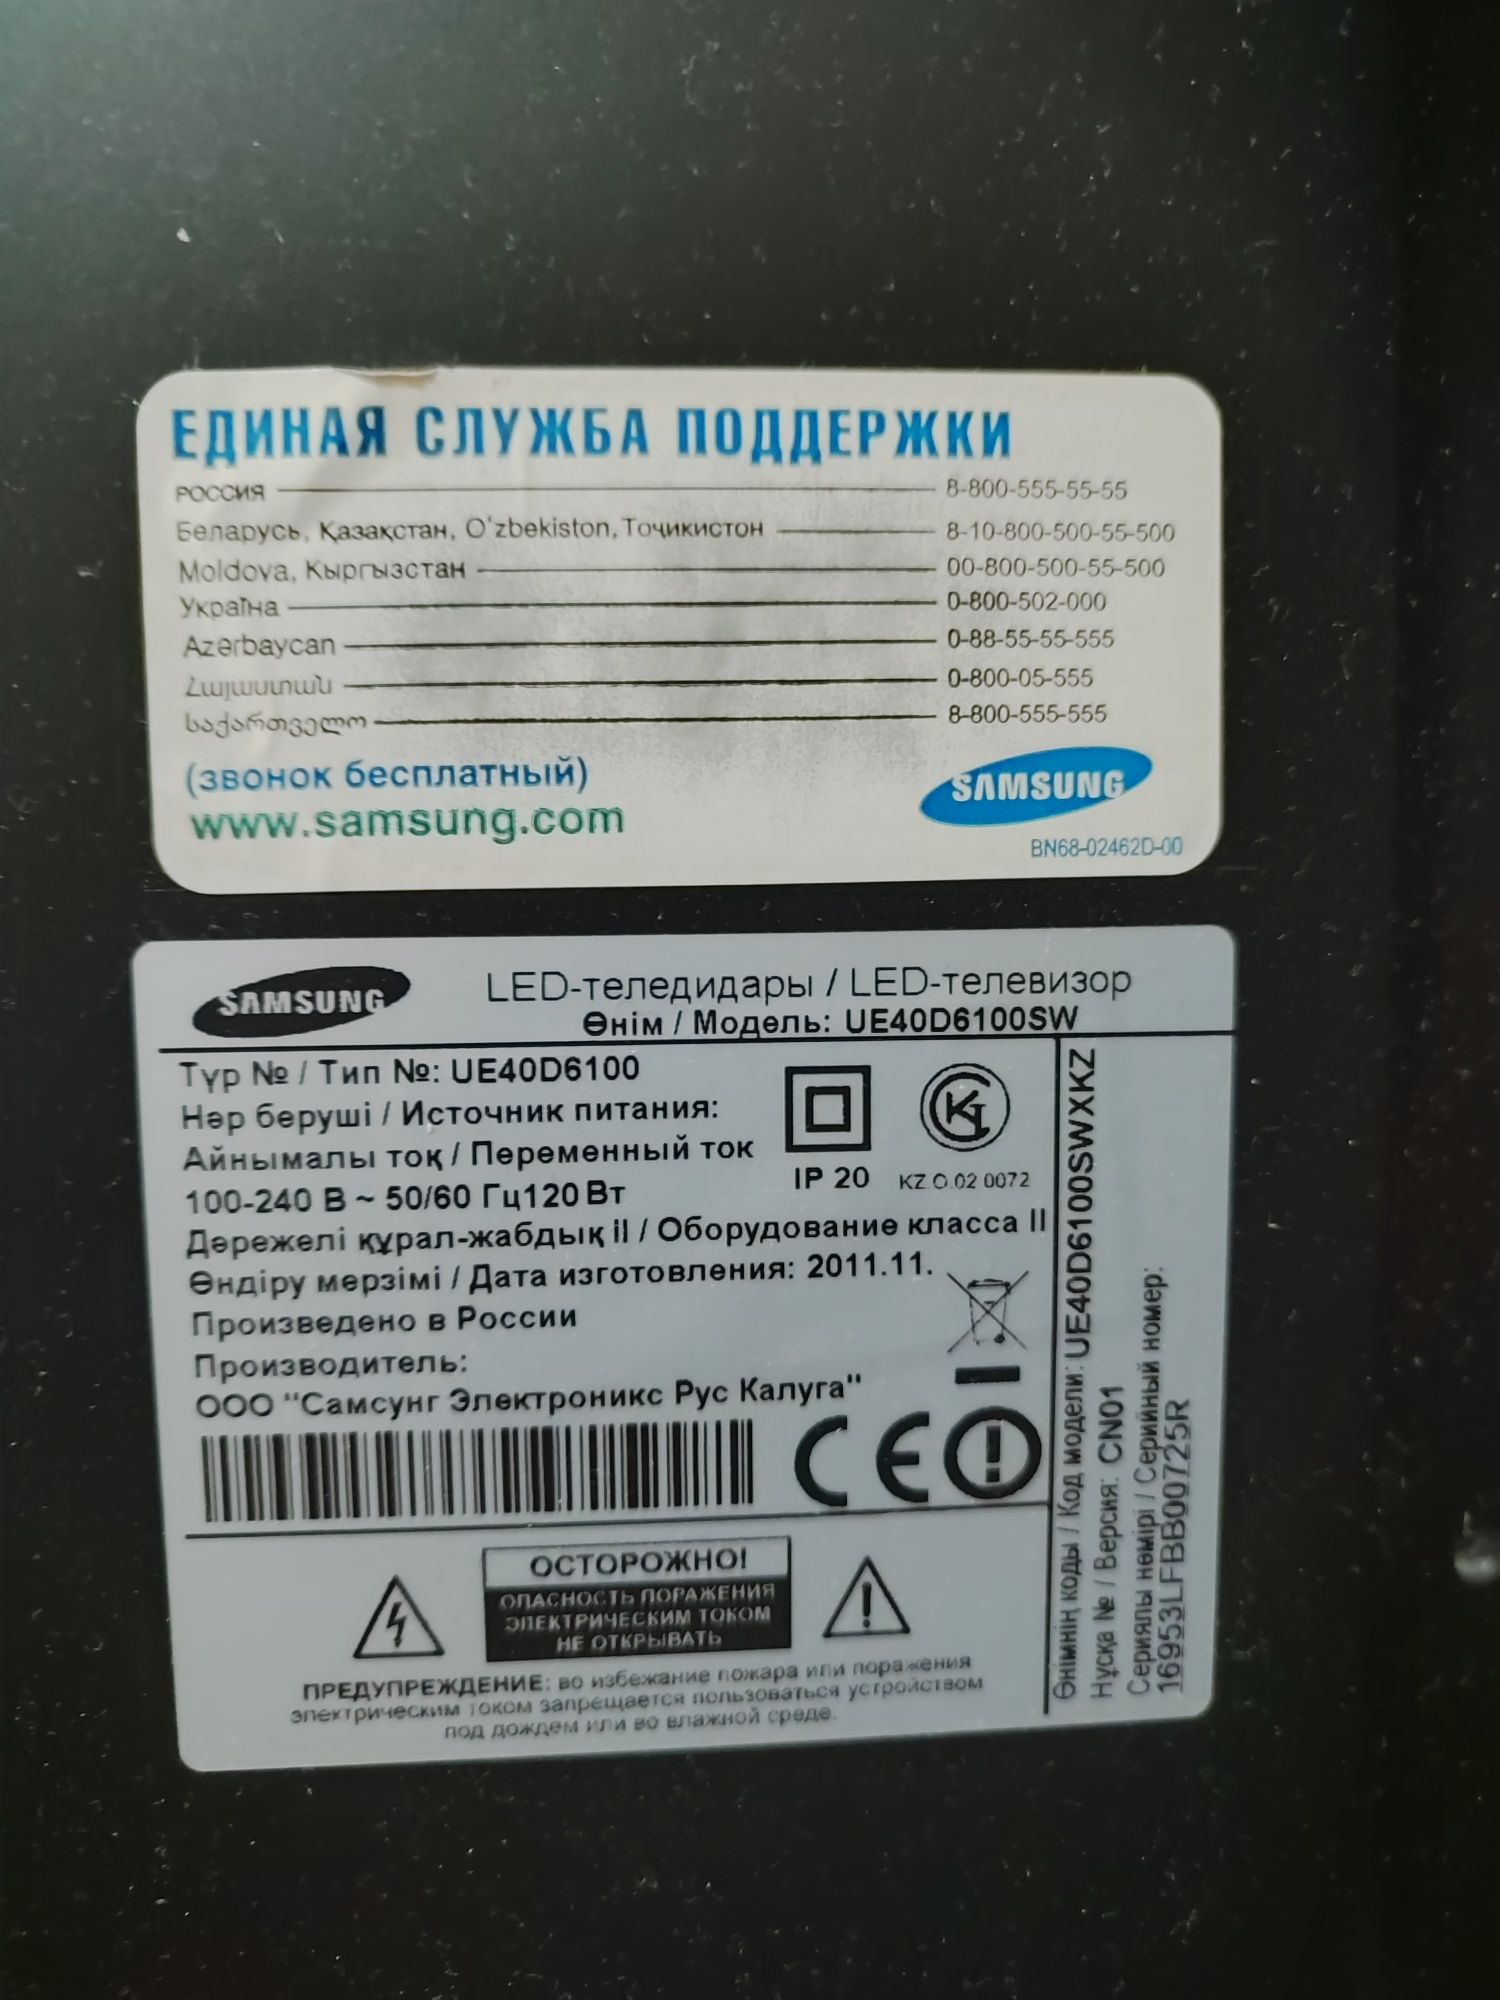 ЕДИНАЯ СЛУЖБА ПОДДЕРЖКИ
РОССИЯ 8-800-555-55-55
Беларусь, Қазақстан, O'zbekiston, Тоҷикистон 8-10-800-500-55-500
Moldova, Кыргызстан 00-800-500-55-500
Україна 0-800-502-000
Azərbaycan 0-88-55-55-555
Հայաստան 0-800-05-555
საქართველო 8-800-555-555
(звонок бесплатный)
www.samsung.com
SAMSUNG
BN68-02462D-00
SAMSUNG
LED-теледидары / LED-телевизор
Өнім / Модель: UE40D6100SW
Түр № / Тип №: UE40D6100
Нәр беруші / Источник питания:
Айнымалы тоқ / Переменный ток
100-240 В ~ 50/60 Гц120 Вт
IP 20
KZ.O.02 0072
Дәрежелі құрал-жабдық II / Оборудование класса II
Өндіру мерзімі / Дата изготовления: 2011.11.
Произведено в России
Производитель:
ООО "Самсунг Электроникс Рус Калуга"
CE
ОСТОРОЖНО!
ОПАСНОСТЬ ПОРАЖЕНИЯ
ЭЛЕКТРИЧЕСКИМ ТОКОМ
НЕ ОТКРЫВАТЬ
ПРЕДУПРЕЖДЕНИЕ: во избежание пожара или поражения
электрическим током запрещается пользоваться устройством
под дождем или во влажной среде.
Өнімнің коды / Код модели: UE40D6100SWXKZ
Нұсқа № / Версия: CN01
Сериялы нөмірі / Серийный номер:
16953LFBB00725R